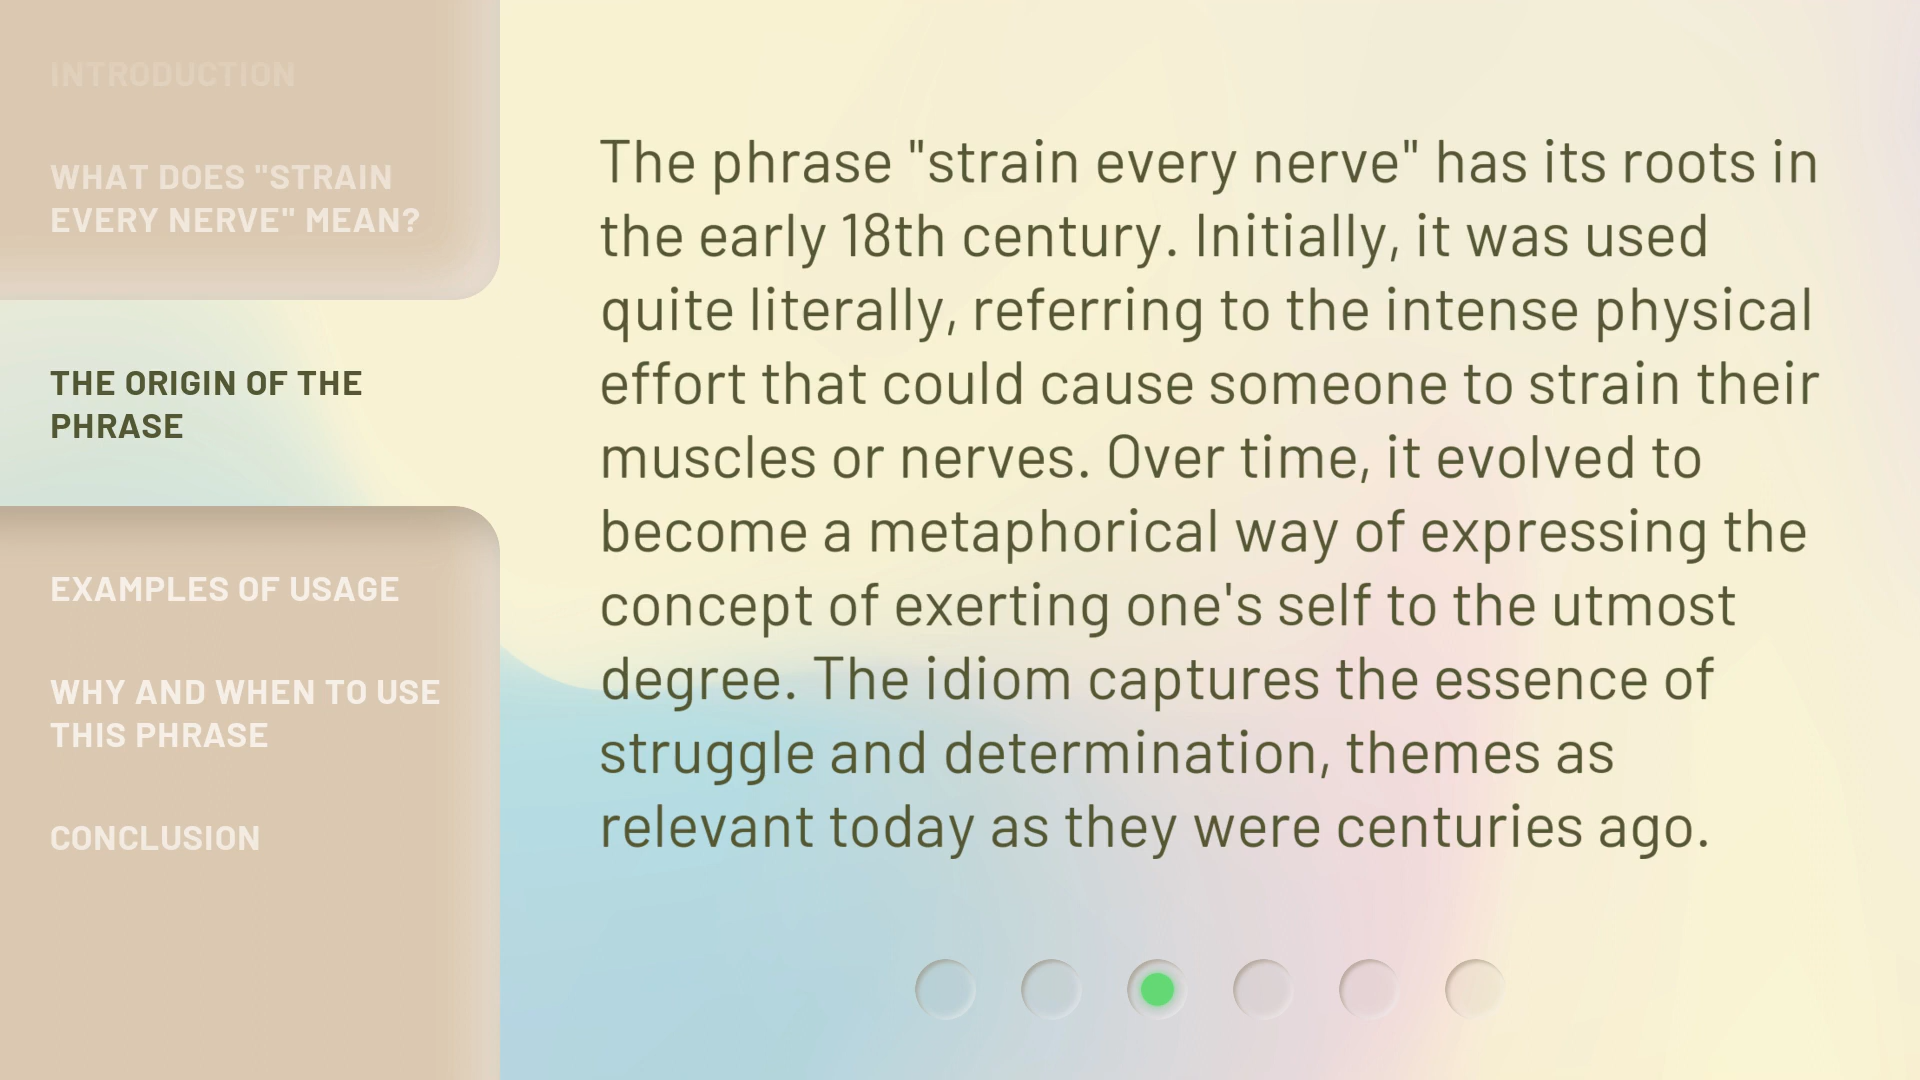 INTRODUCTION
WHAT DOES "STRAIN
EVERY NERVE" MEAN?
THE ORIGIN OF THE
PHRASE
EXAMPLES OF USAGE
WHY AND WHEN TO USE
THIS PHRASE
CONCLUSION
The phrase "strain every nerve" has its roots in
the early 18th century. Initially, it was used
quite literally, referring to the intense physical
effort that could cause someone to strain their
muscles or nerves. Over time, it evolved to
become a metaphorical way of expressing the
concept of exerting one's self to the utmost
degree. The idiom captures the essence of
struggle and determination, themes as
relevant today as they were centuries ago.